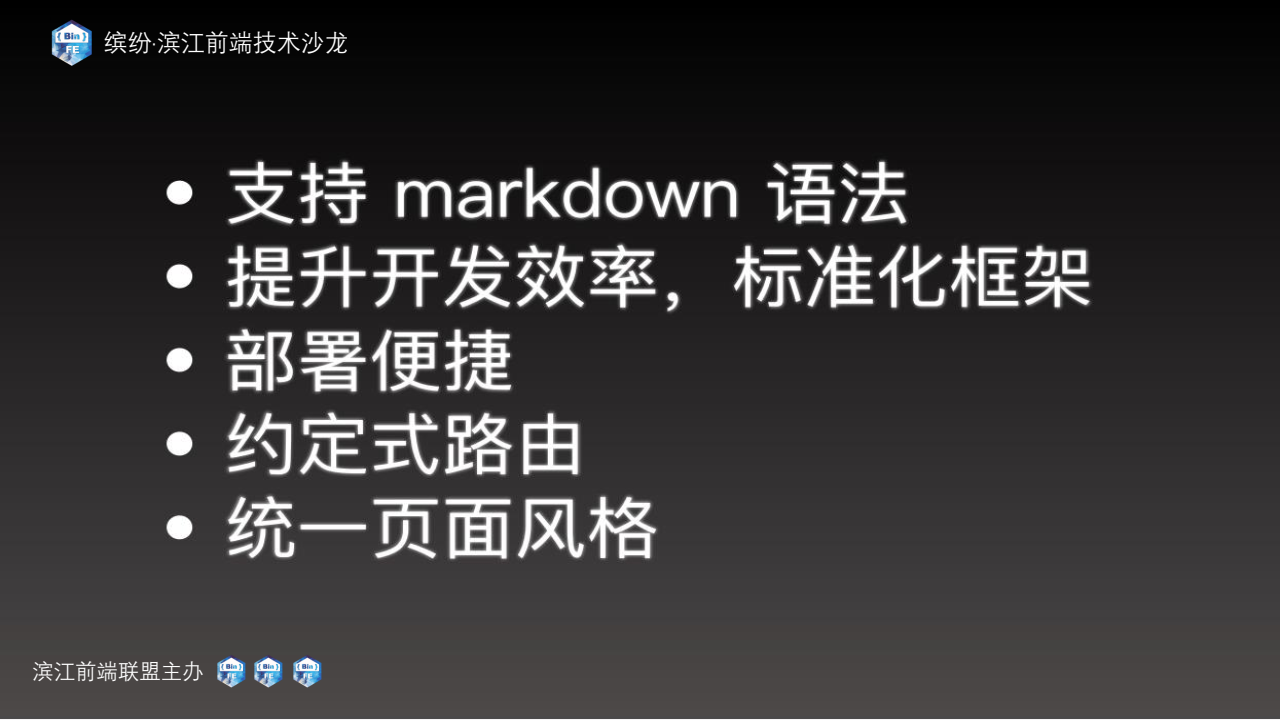 { Bin }
FE
缤纷·滨江前端技术沙龙
• 支持 markdown 语法
• 提升开发效率，标准化框架
• 部署便捷
• 约定式路由
• 统一页面风格
滨江前端联盟主办
{ Bin } { Bin } { Bin }
FE FE FE